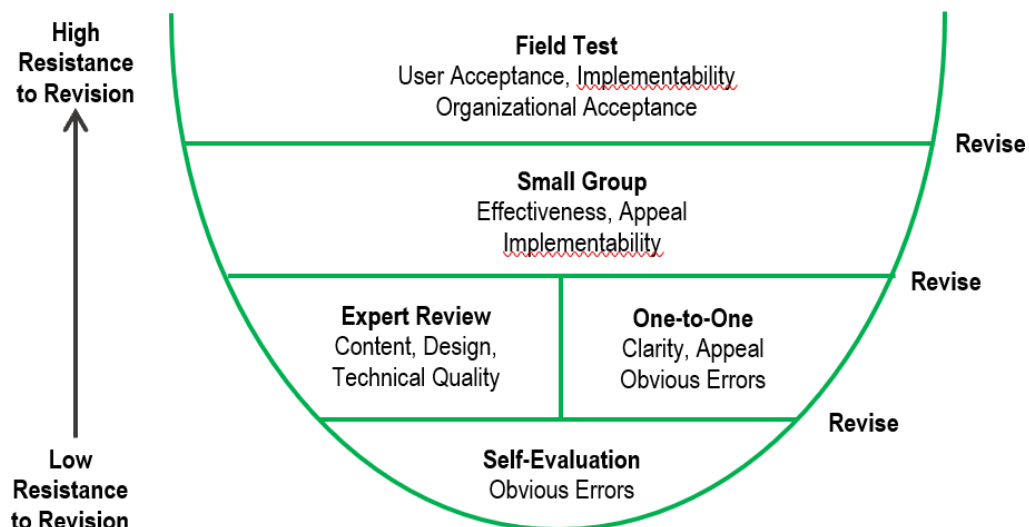 High
Resistance
to Revision
Field Test
User Acceptance, Implementability
Organizational Acceptance
Revise
Small Group
Effectiveness, Appeal
Implementability
Revise
Expert Review
Content, Design,
Technical Quality
One-to-One
Clarity, Appeal
Obvious Errors
Revise
Self-Evaluation
Obvious Errors
Low
Resistance
to Revision